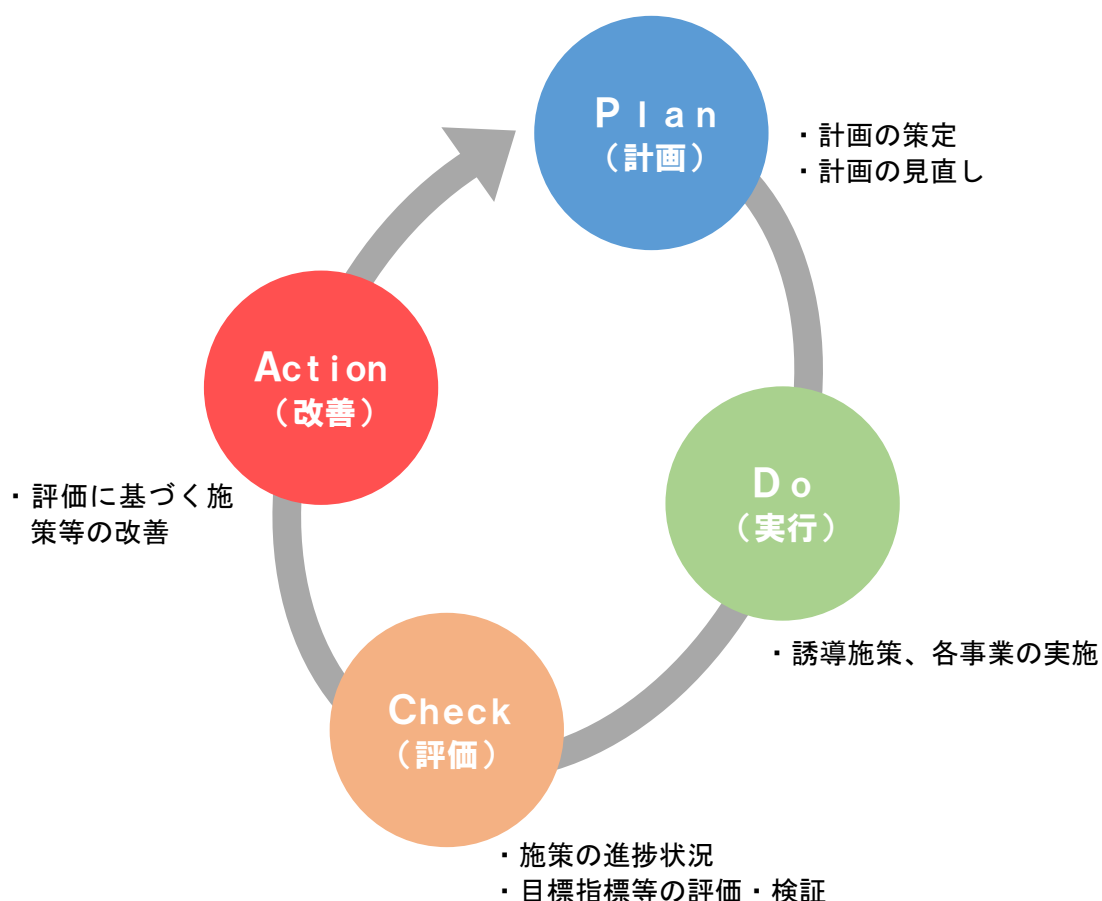 Plan
（計画）
・計画の策定
・計画の見直し
Do
（実行）
・誘導施策、各事業の実施
Check
（評価）
・施策の進捗状況
・目標指標等の評価・検証
Action
（改善）
・評価に基づく施
策等の改善